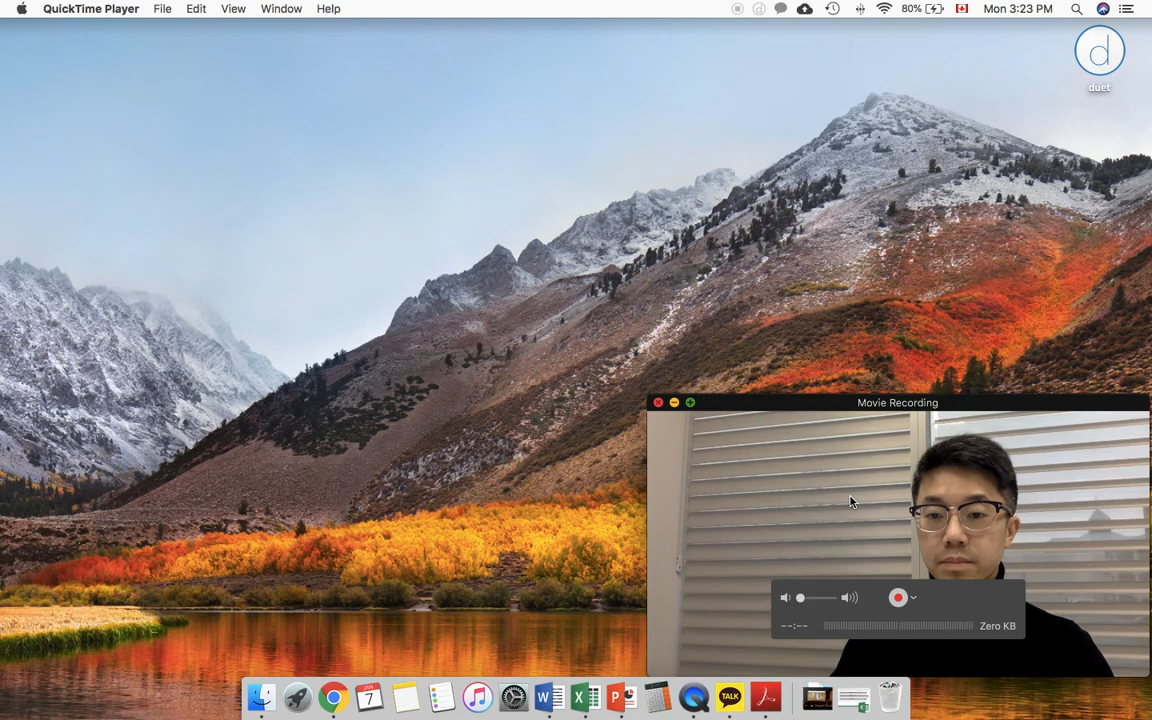 QuickTime Player File Edit View Window Help 80% Mon 3:23 PM
d
duet
Movie Recording
--:-- Zero KB
JAN
7
W X P TALK